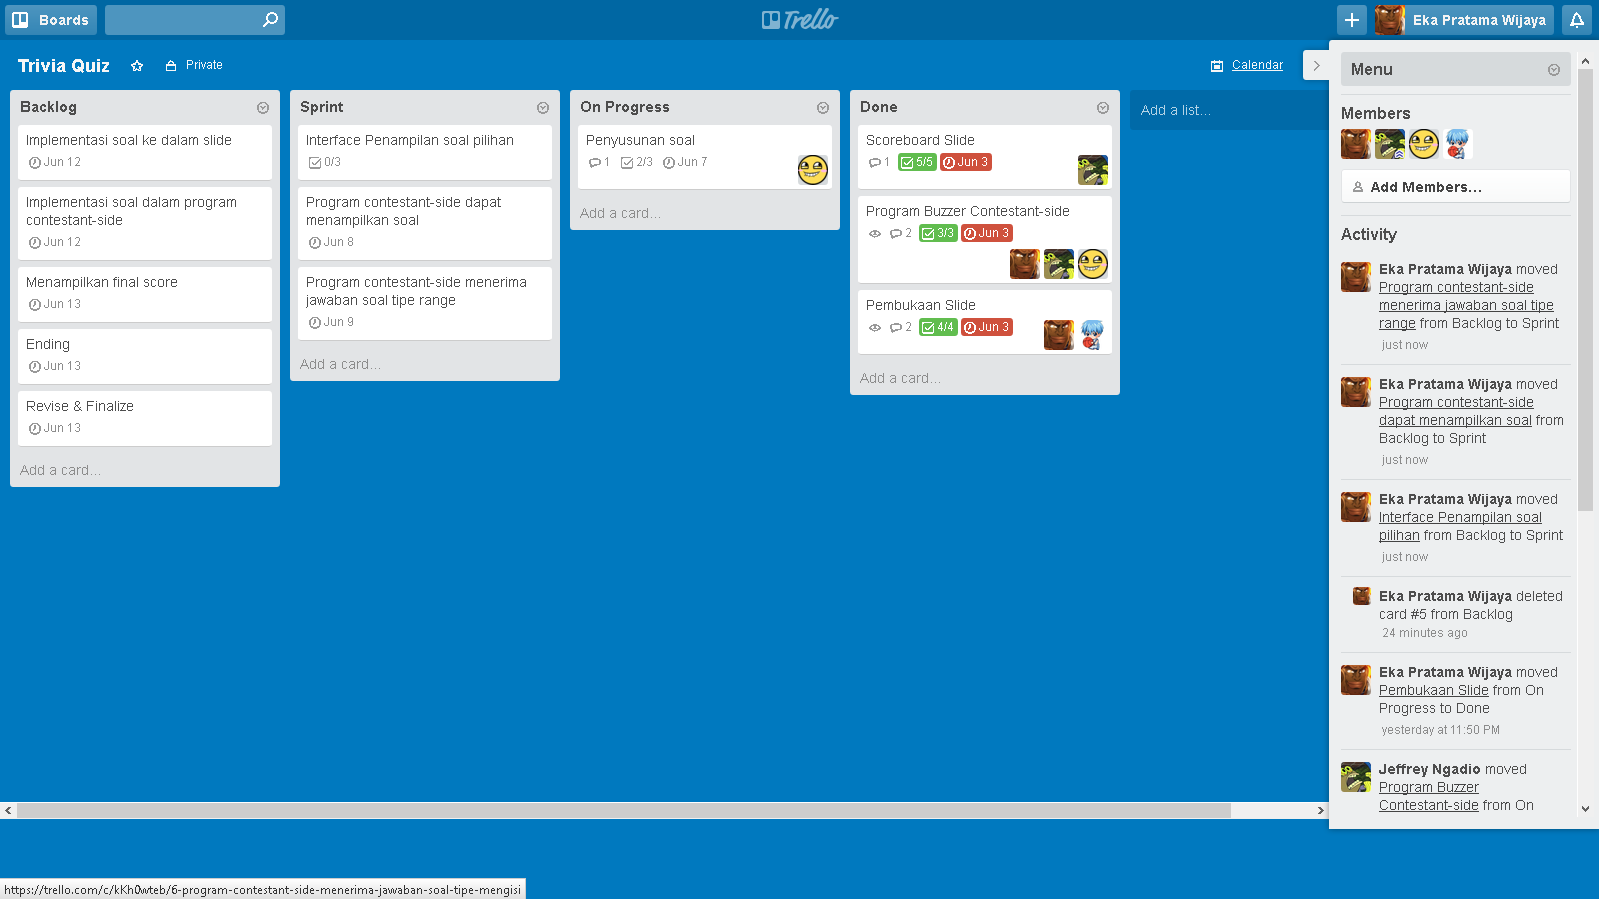 Boards
Trello
Eka Pratama Wijaya
Trivia Quiz
Private
Calendar
Backlog
Implementasi soal ke dalam slide
Jun 12
Implementasi soal dalam program
contestant-side
Jun 12
Menampilkan final score
Jun 13
Ending
Jun 13
Revise & Finalize
Jun 13
Add a card...
Sprint
Interface Penampilan soal pilihan
0/3
Program contestant-side dapat
menampilkan soal
Jun 8
Program contestant-side menerima
jawaban soal tipe range
Jun 9
Add a card...
On Progress
Penyusunan soal
1 2/3 Jun 7
Add a card...
Done
Scoreboard Slide
1 5/5 Jun 3
Program Buzzer Contestant-side
2 3/3 Jun 3
Pembukaan Slide
2 4/4 Jun 3
Add a card...
Add a list...
Menu
Members
Add Members...
Activity
Eka Pratama Wijaya moved
Program contestant-side
menerima jawaban soal tipe
range from Backlog to Sprint
just now
Eka Pratama Wijaya moved
Program contestant-side
dapat menampilkan soal from
Backlog to Sprint
just now
Eka Pratama Wijaya moved
Interface Penampilan soal
pilihan from Backlog to Sprint
just now
Eka Pratama Wijaya deleted
card #5 from Backlog
24 minutes ago
Eka Pratama Wijaya moved
Pembukaan Slide from On
Progress to Done
yesterday at 11:50 PM
Jeffrey Ngadio moved
Program Buzzer
Contestant-side from On
https://trello.com/c/kKh0wteb/6-program-contestant-side-menerima-jawaban-soal-tipe-mengisi